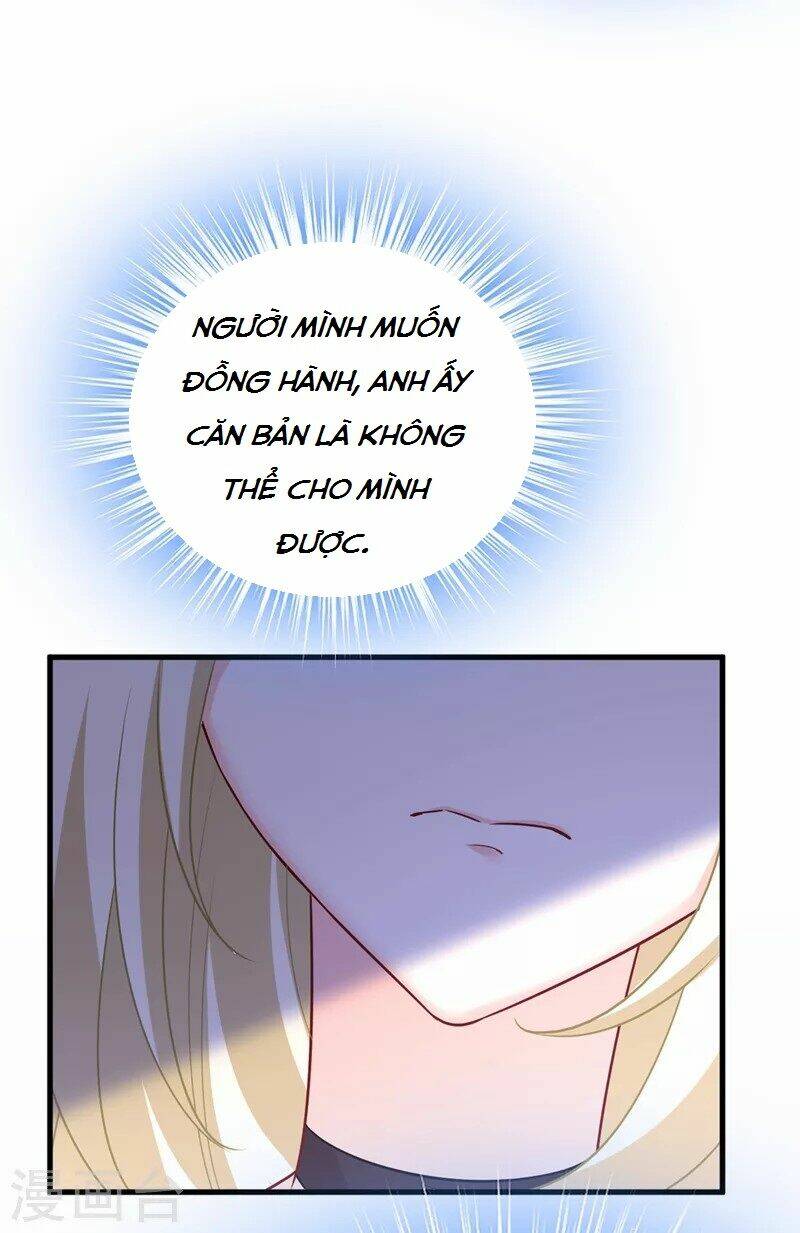 NGƯỜI MÌNH MUỐN
ĐỒNG HÀNH, ANH ẤY
CĂN BẢN LÀ KHÔNG
THỂ CHO MÌNH
ĐƯỢC.
漫画台